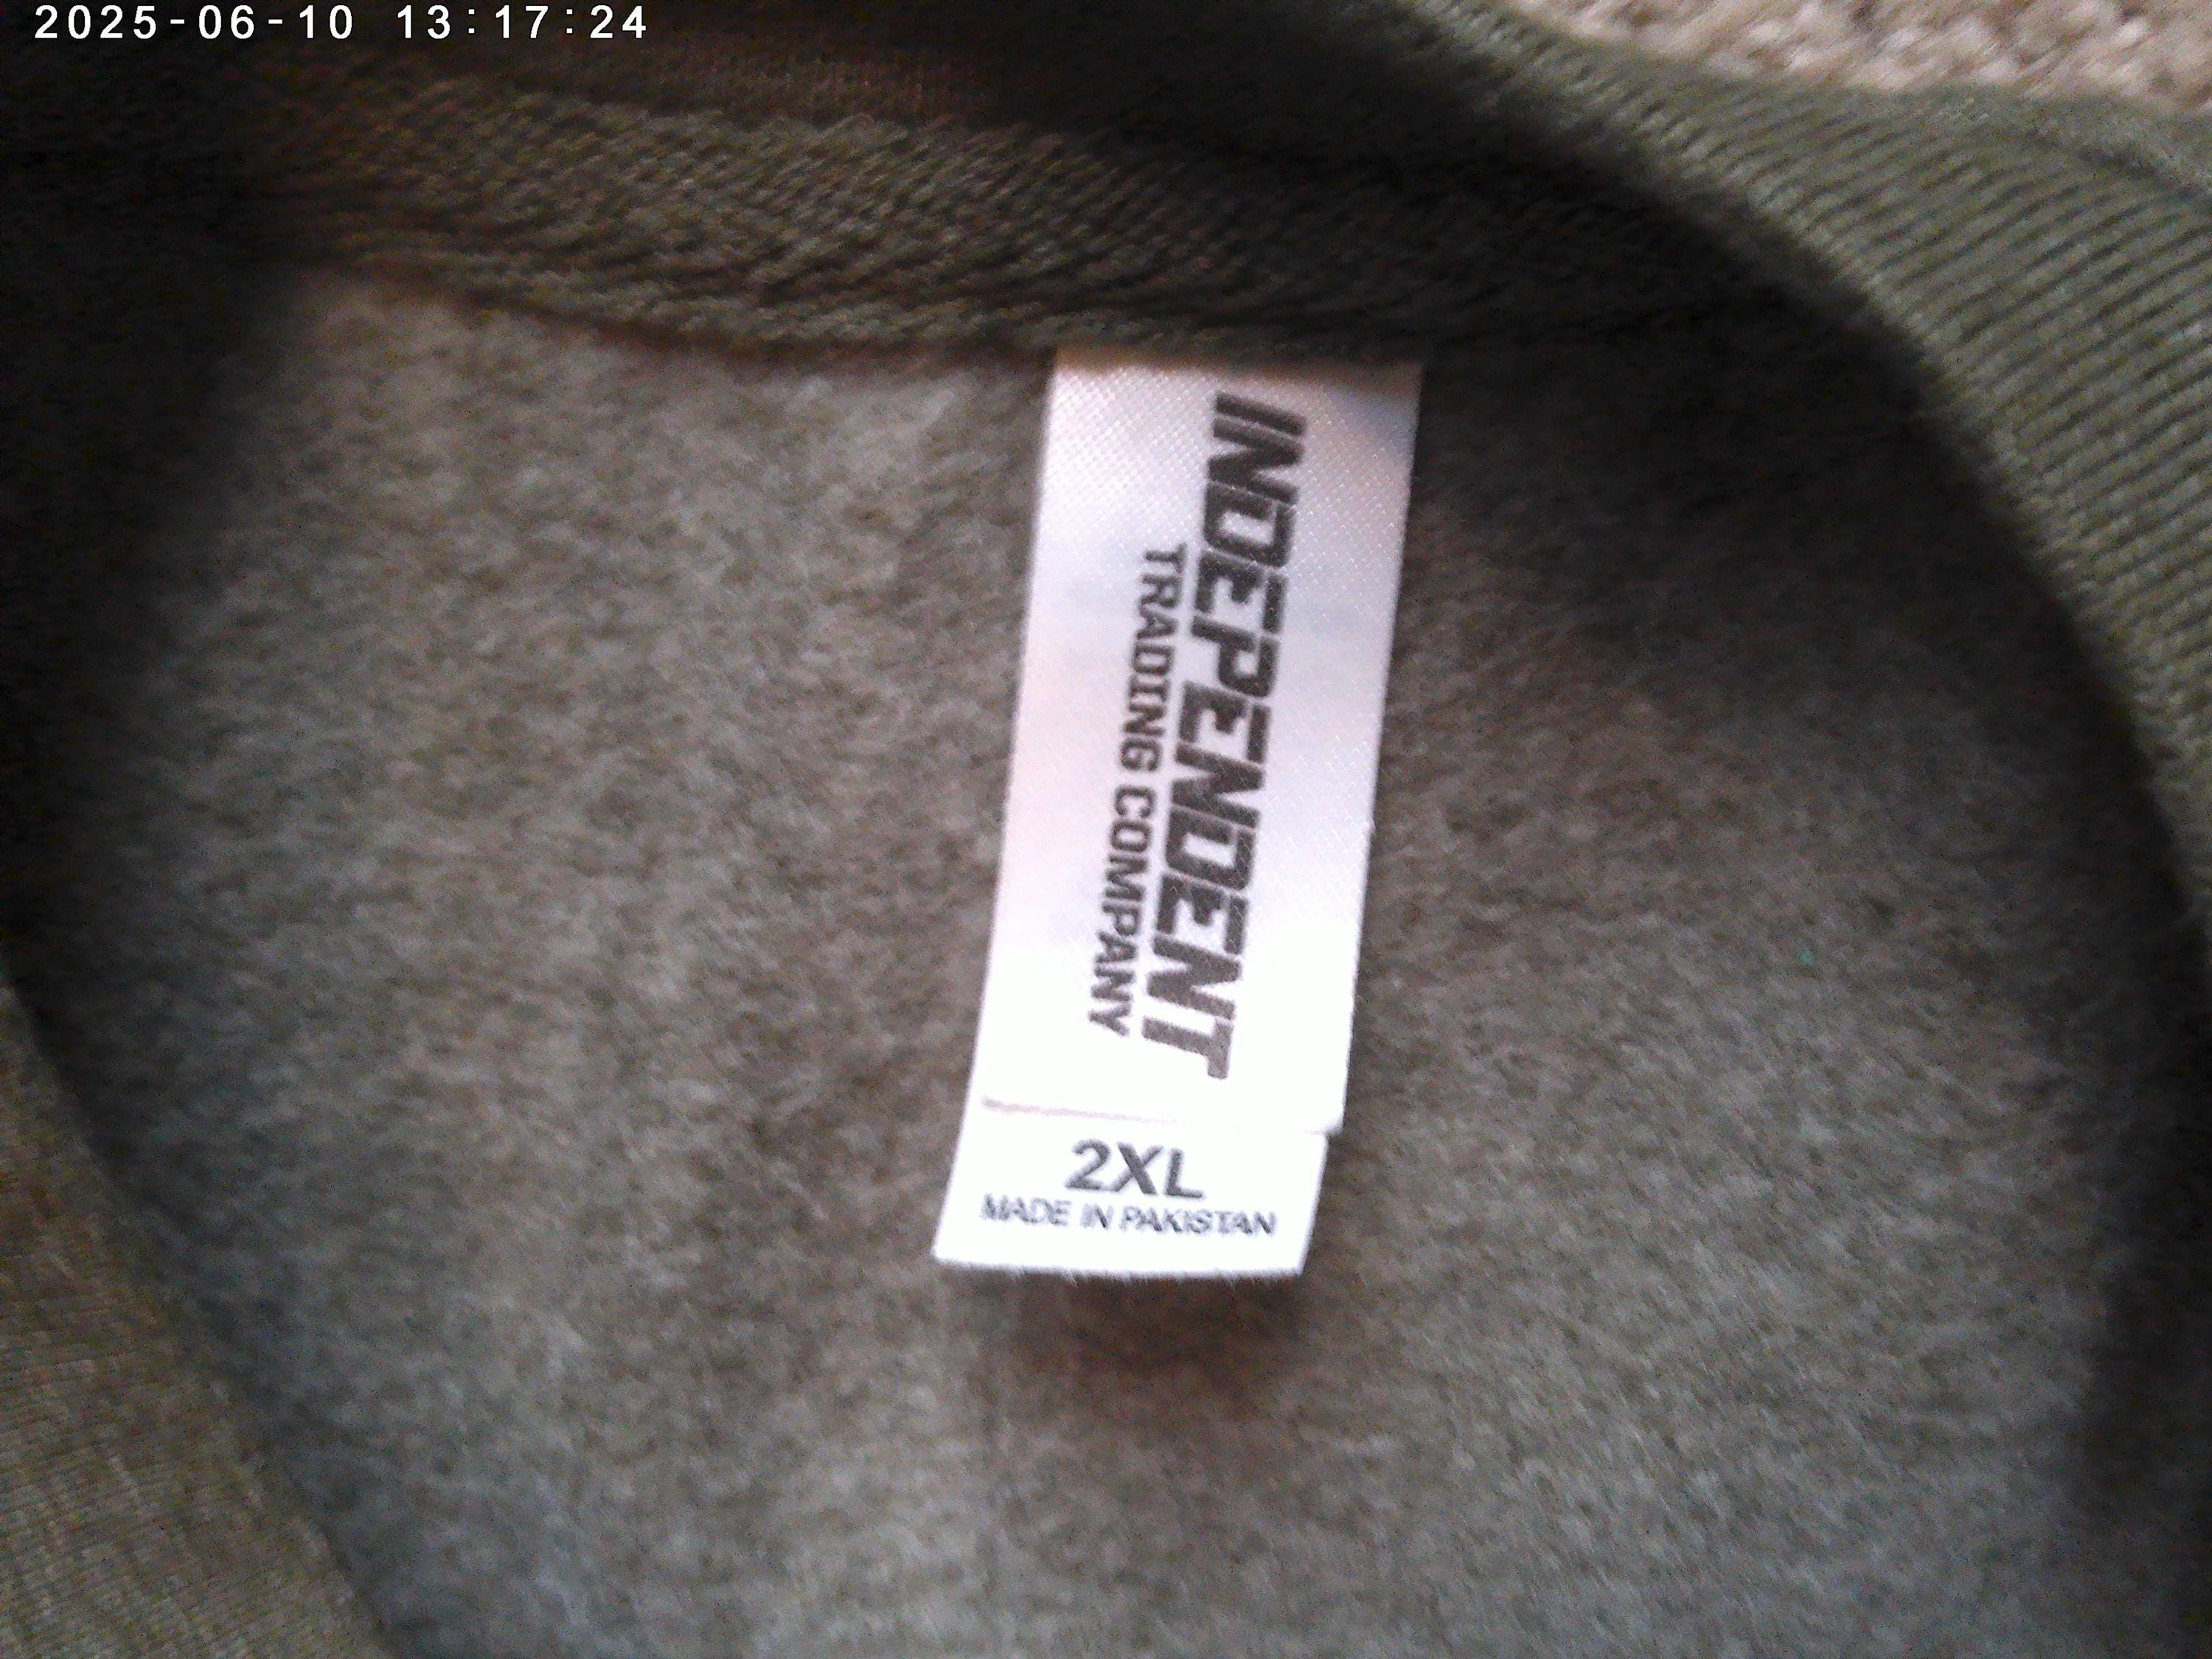 2025-06-10 13:17:24
INDEPENDENT
TRADING COMPANY
2XL
MADE IN PAKISTAN